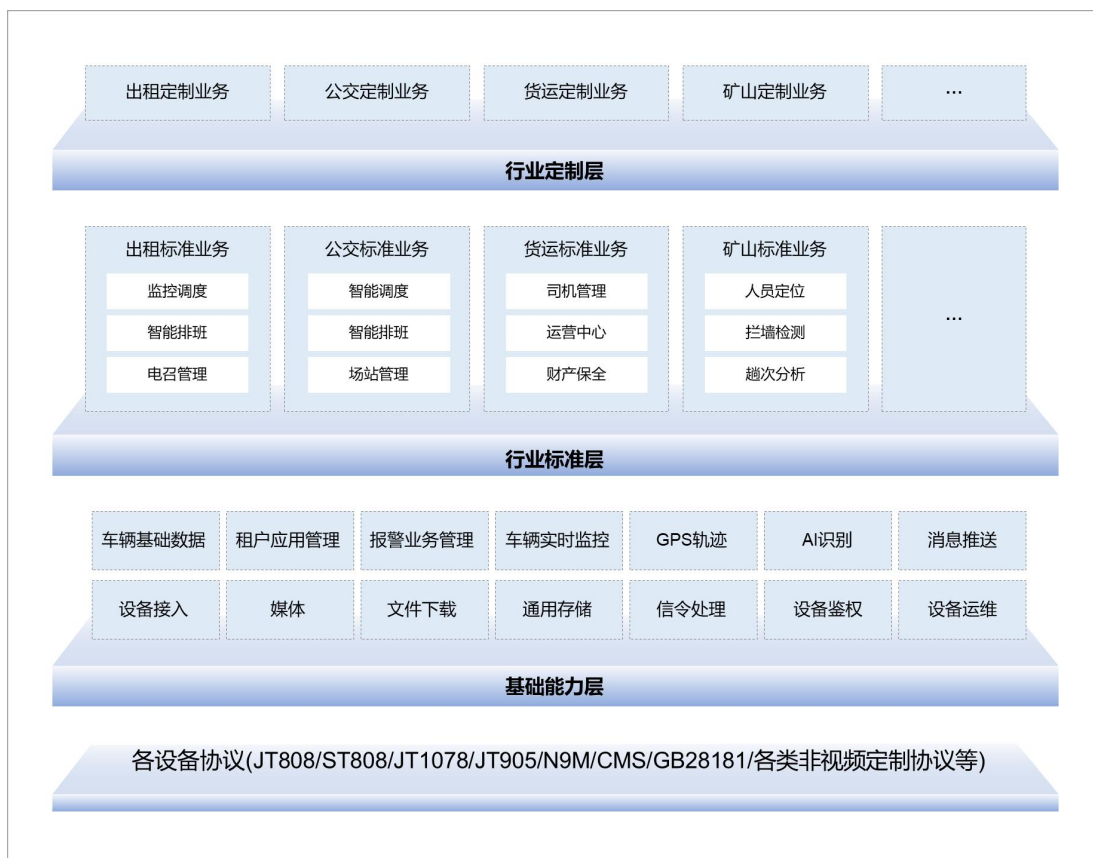 出租定制业务
公交定制业务
货运定制业务
矿山定制业务
...
行业定制层
出租标准业务
监控调度
智能排班
电召管理
公交标准业务
智能调度
智能排班
场站管理
货运标准业务
司机管理
运营中心
财产保全
矿山标准业务
人员定位
拦墙检测
趟次分析
...
行业标准层
车辆基础数据
租户应用管理
报警业务管理
车辆实时监控
GPS轨迹
AI识别
消息推送
设备接入
媒体
文件下载
通用存储
信令处理
设备鉴权
设备运维
基础能力层
各设备协议(JT808/ST808/JT1078/JT905/N9M/CMS/GB28181/各类非视频定制协议等)